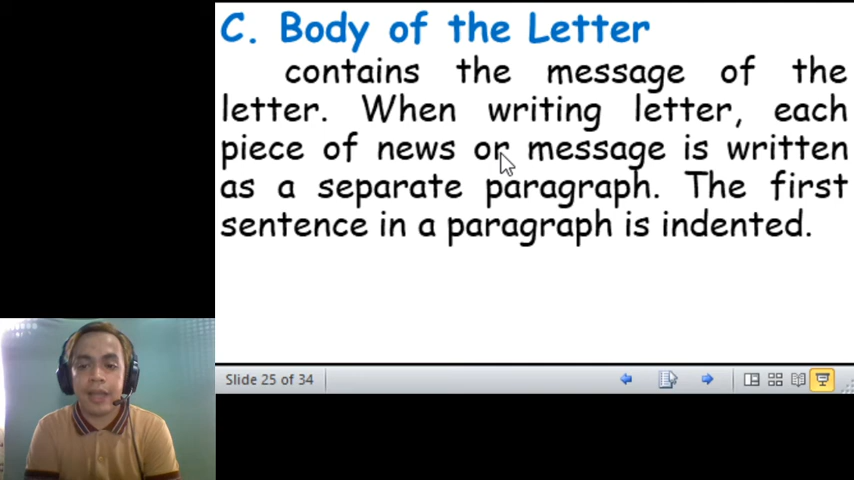 C. Body of the Letter
contains the message of the
letter. When writing letter, each
piece of news or message is written
as a separate paragraph. The first
sentence in a paragraph is indented.
Slide 25 of 34